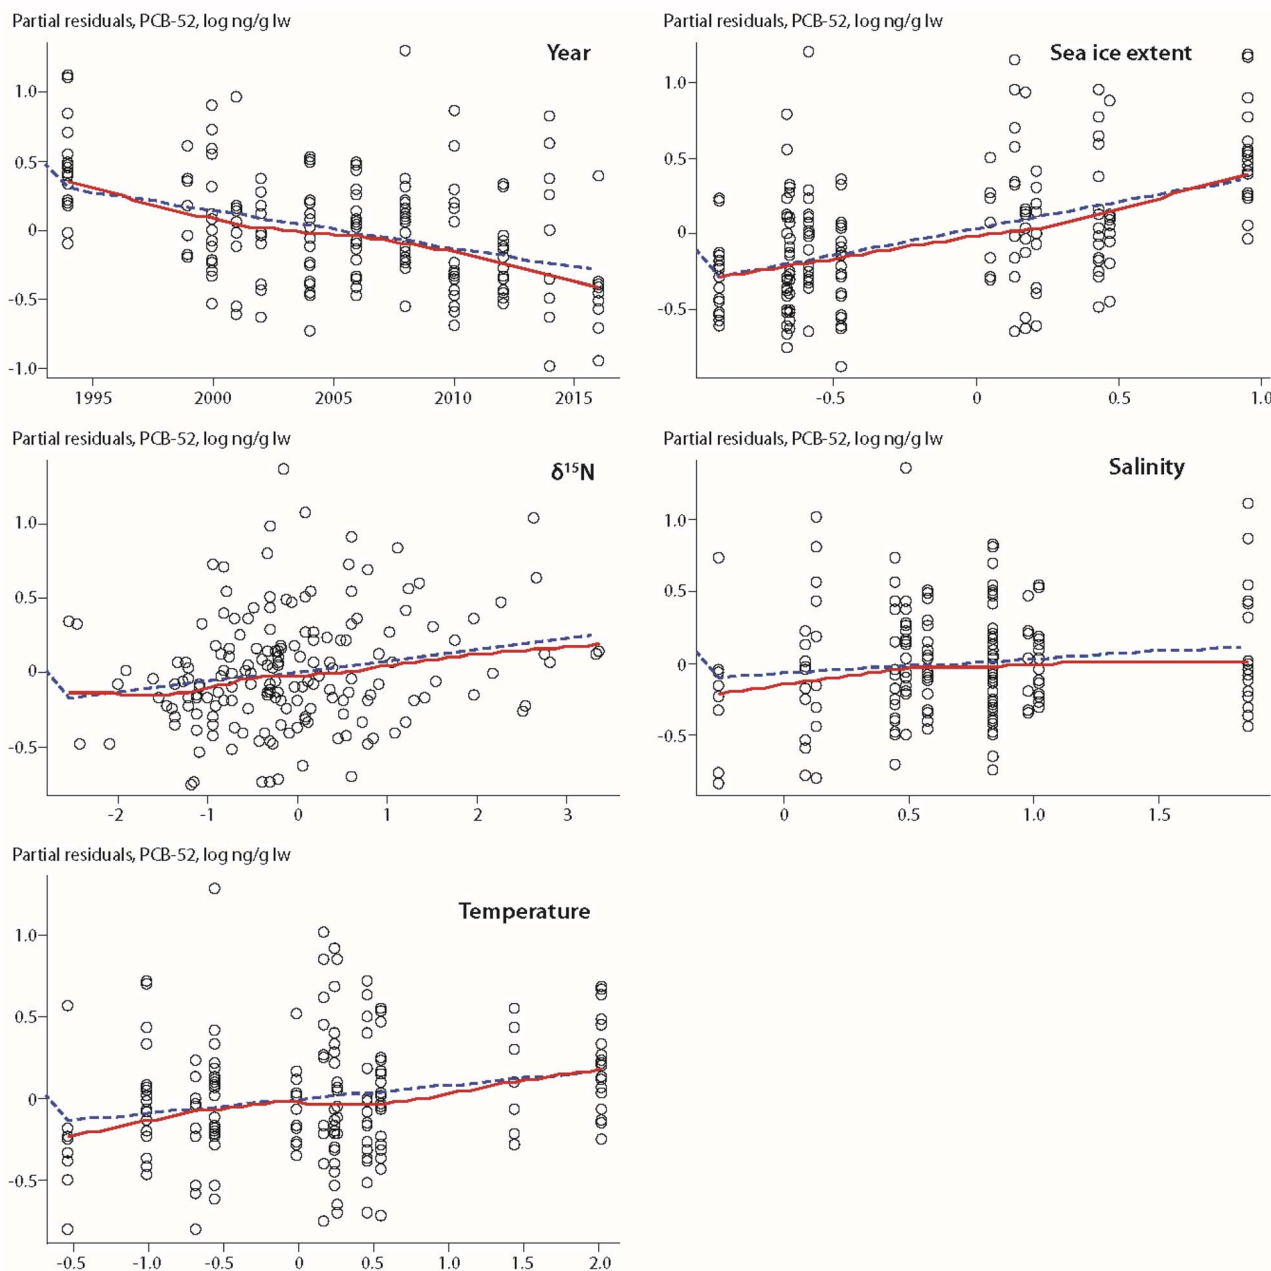 Partial residuals, PCB-52, log ng/g lw
Year
1.0
0.5
0
-0.5
-1.0
1995 2000 2005 2010 2015
Partial residuals, PCB-52, log ng/g lw
Sea ice extent
1.0
0.5
0
-0.5
-0.5 0 0.5 1.0
Partial residuals, PCB-52, log ng/g lw
δ¹⁵N
1.0
0.5
0
-0.5
-2 -1 0 1 2 3
Partial residuals, PCB-52, log ng/g lw
Salinity
1.0
0.5
0
-0.5
0 0.5 1.0 1.5
Partial residuals, PCB-52, log ng/g lw
Temperature
1.0
0.5
0
-0.5
-0.5 -1.0 -0.5 0 0.5 1.0 1.5 2.0